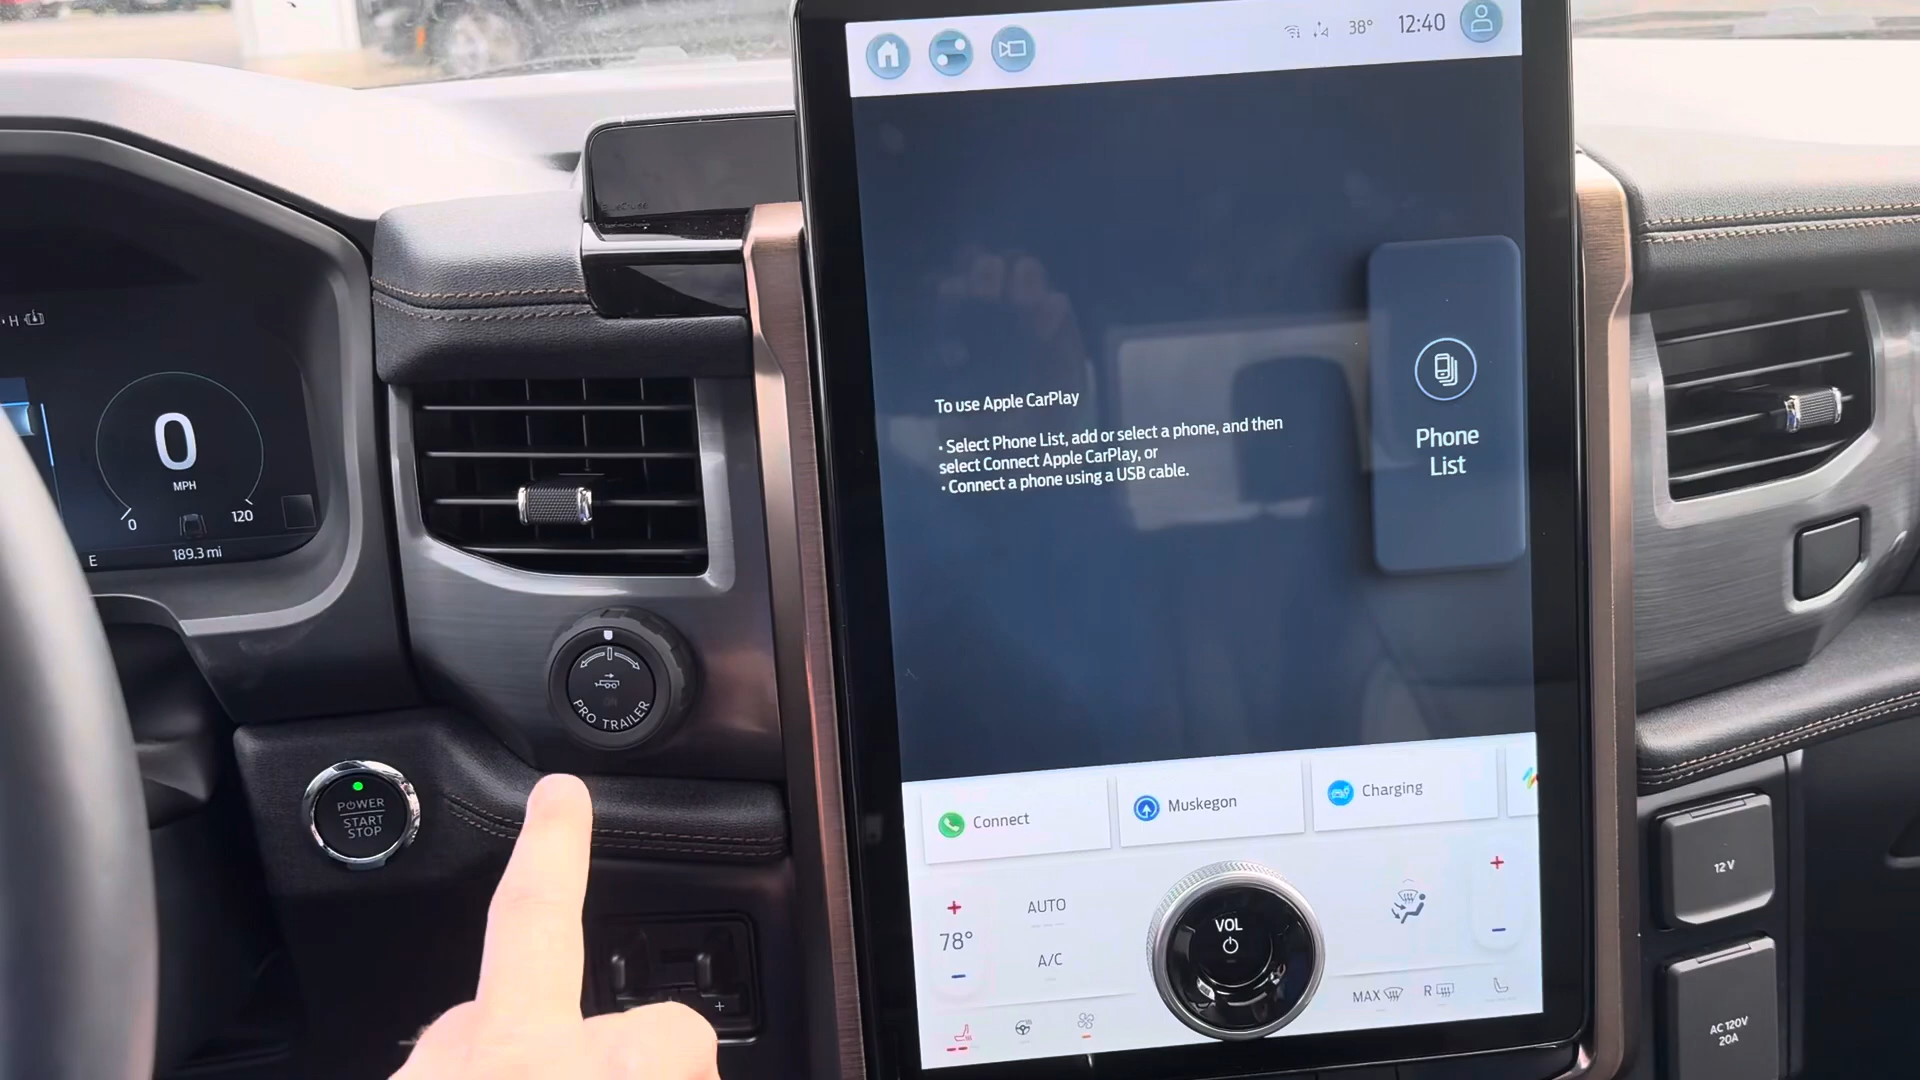 38° 12:40
H
0
MPH
0 120
E 189.3 mi
To use Apple CarPlay
• Select Phone List, add or select a phone, and then
select Connect Apple CarPlay, or
• Connect a phone using a USB cable.
Phone
List
PRO TRAILER
POWER
START
STOP
Connect
Muskegon
Charging
+
78°
-
AUTO
A/C
VOL
+
-
MAX
R
12 V
AC 120V
20A
+